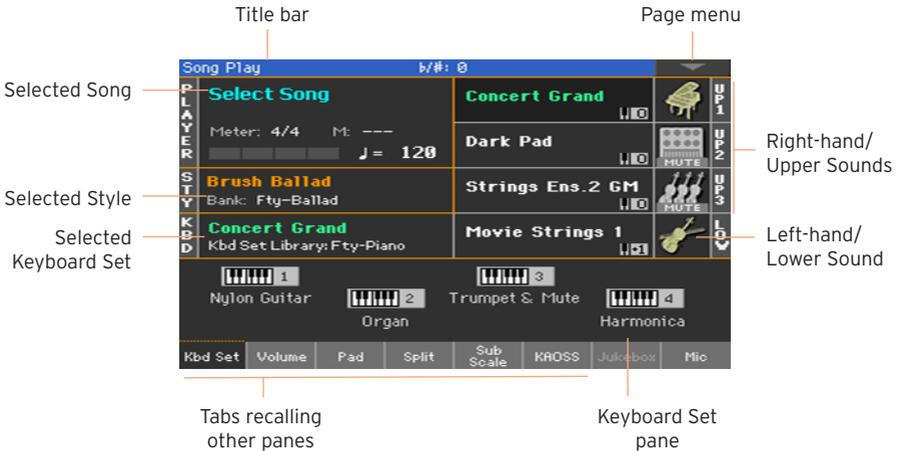 Title bar
Page menu
Song Play
b/#: 0
Selected Song
PLAYER
Select Song
Meter: 4/4
M: ---
♩= 120
Concert Grand
0
UP1
Dark Pad
0
MUTE
UP2
Right-hand/
Upper Sounds
Selected Style
STY
Brush Ballad
Bank: Fty-Ballad
Strings Ens.2 GM
0
MUTE
UP3
Selected
Keyboard Set
KBD
Concert Grand
Kbd Set Library: Fty-Piano
Movie Strings 1
+1
LOW
Left-hand/
Lower Sound
1
Nylon Guitar
2
Organ
3
Trumpet & Mute
4
Harmonica
Kbd Set
Volume
Pad
Split
Sub
Scale
KAOSS
Jukebox
Mic
Tabs recalling
other panes
Keyboard Set
pane